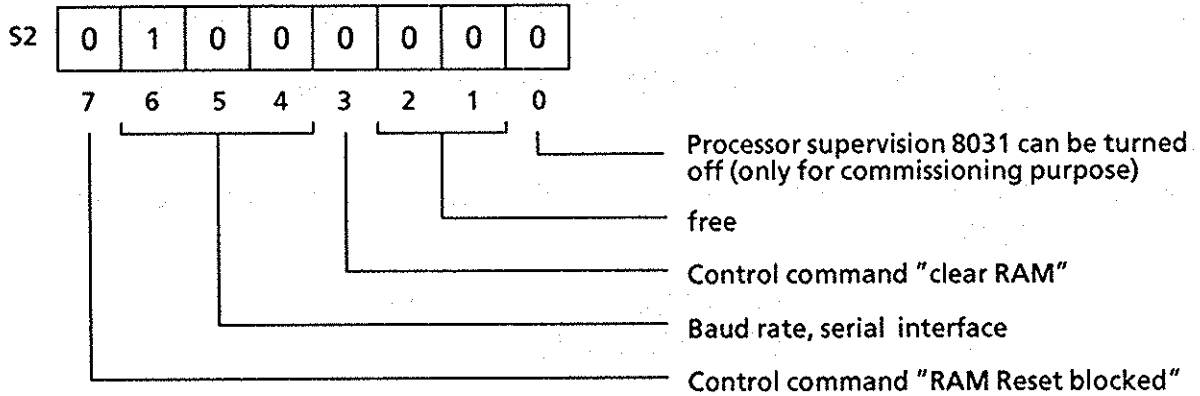 S2 0 1 0 0 0 0 0 0
7 6 5 4 3 2 1 0
Processor supervision 8031 can be turned
off (only for commissioning purpose)
free
Control command "clear RAM"
Baud rate, serial interface
Control command "RAM Reset blocked"